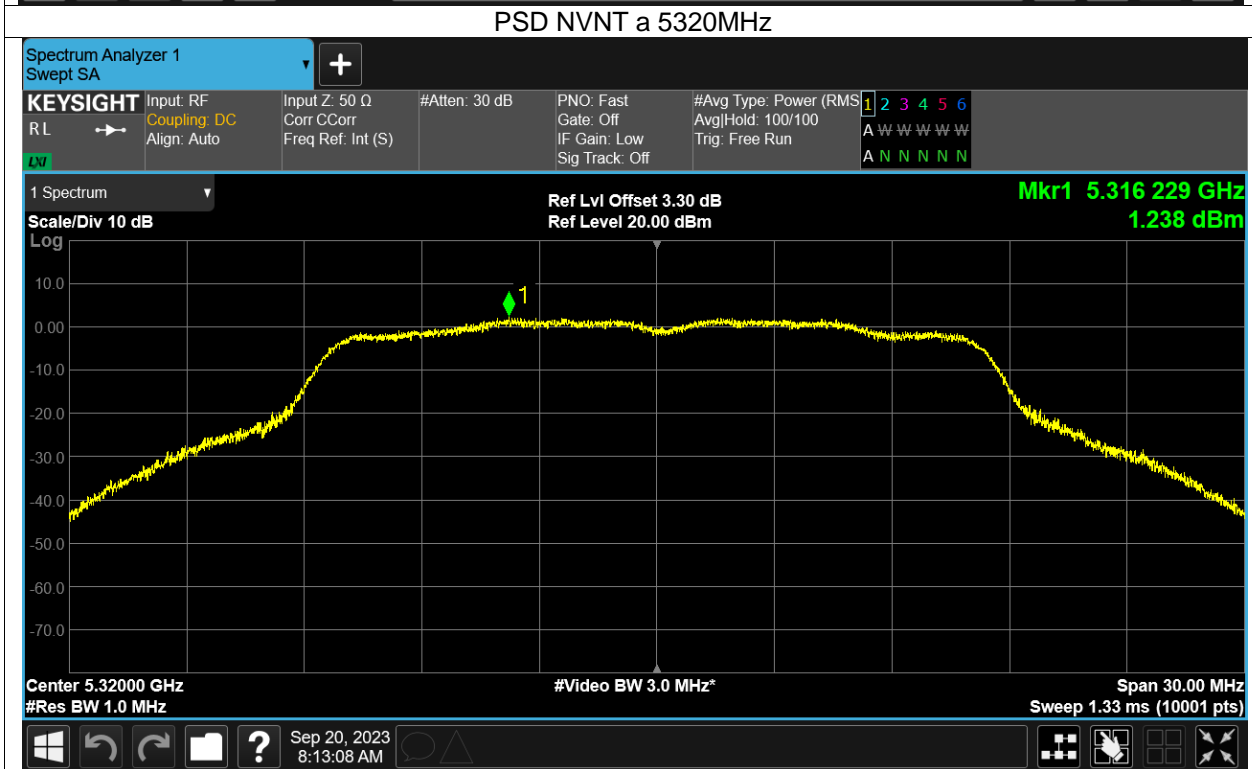 PSD NVNT a 5320MHz
Spectrum Analyzer 1
Swept SA
KEYSIGHT
RL
LXI
Input: RF
Coupling: DC
Align: Auto
Input Z: 50 Ω
Corr CCorr
Freq Ref: Int (S)
#Atten: 30 dB
PNO: Fast
Gate: Off
IF Gain: Low
Sig Track: Off
#Avg Type: Power (RMS
Avg|Hold: 100/100
Trig: Free Run
1 2 3 4 5 6
A W W W W W
A N N N N N
1 Spectrum
Scale/Div 10 dB
Ref Lvl Offset 3.30 dB
Ref Level 20.00 dBm
Mkr1 5.316 229 GHz
1.238 dBm
Log
10.0
0.00
-10.0
-20.0
-30.0
-40.0
-50.0
-60.0
-70.0
1
Center 5.32000 GHz
#Res BW 1.0 MHz
#Video BW 3.0 MHz*
Span 30.00 MHz
Sweep 1.33 ms (10001 pts)
?
Sep 20, 2023
8:13:08 AM